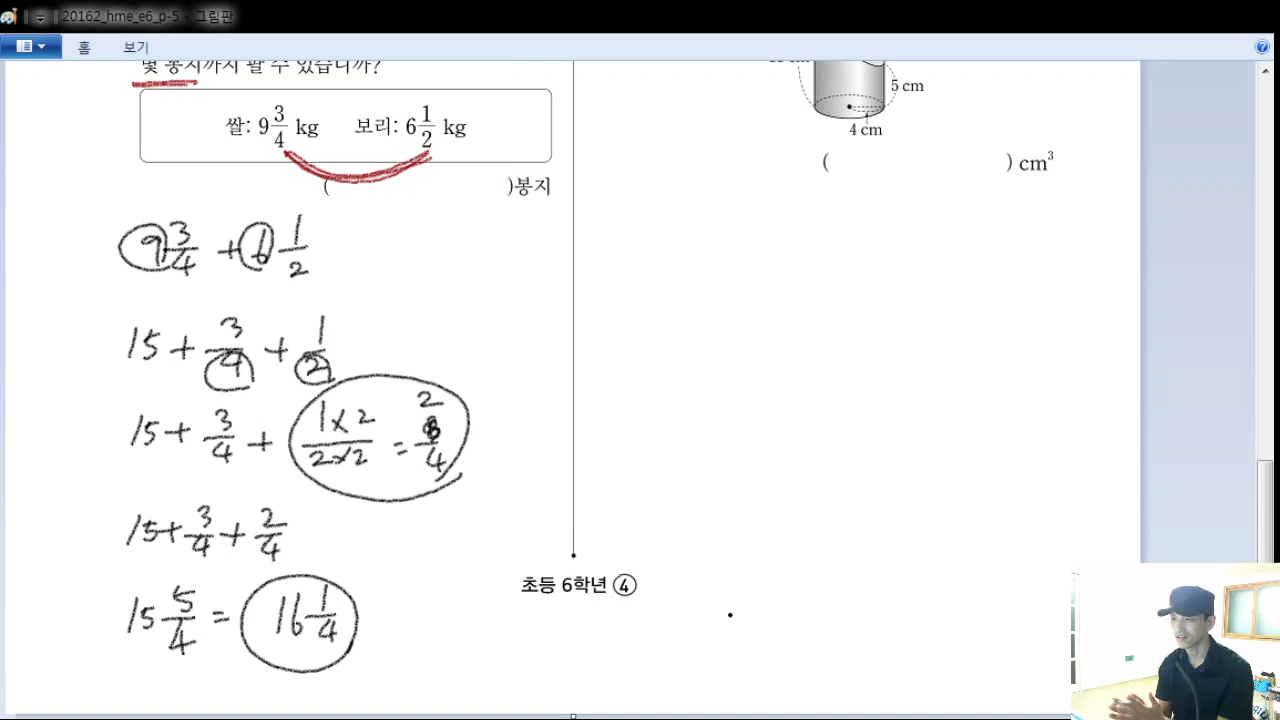 20162_hme_e6_p-5 - 그림판
홈 보기
몇 봉지까지 팔 수 있습니까?
쌀: 9 3/4 kg 보리: 6 1/2 kg
( )봉지
9 3/4 + 6 1/2
15 + 3/4 + 1/2
15 + 3/4 + 1×2/2×2 = 2/4
15 + 3/4 + 2/4
15 5/4 = 16 1/4
5 cm
4 cm
( ) cm³
초등 6학년 ④